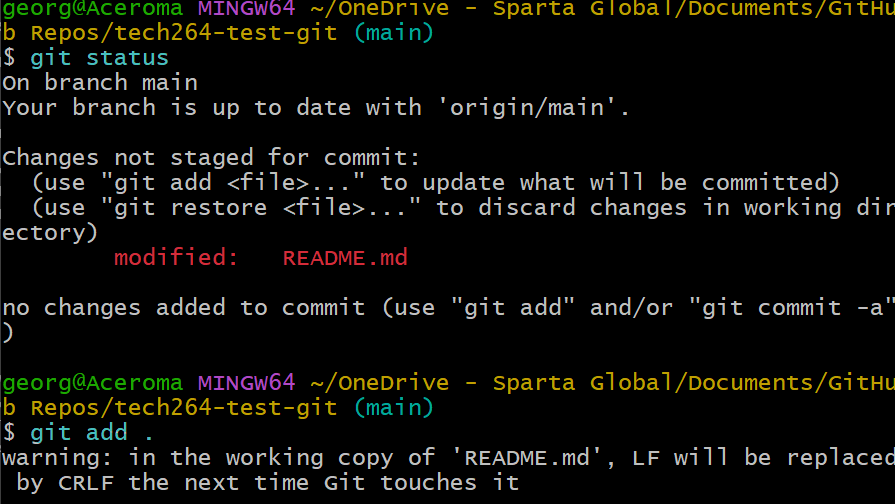 georg@Aceroma MINGW64 ~/OneDrive - Sparta Global/Documents/GitHu
b Repos/tech264-test-git (main)
$ git status
On branch main
Your branch is up to date with 'origin/main'.
Changes not staged for commit:
(use "git add <file>..." to update what will be committed)
(use "git restore <file>..." to discard changes in working dir
ectory)
modified: README.md
no changes added to commit (use "git add" and/or "git commit -a"
)
georg@Aceroma MINGW64 ~/OneDrive - Sparta Global/Documents/GitHu
b Repos/tech264-test-git (main)
$ git add .
warning: in the working copy of 'README.md', LF will be replaced
by CRLF the next time Git touches it